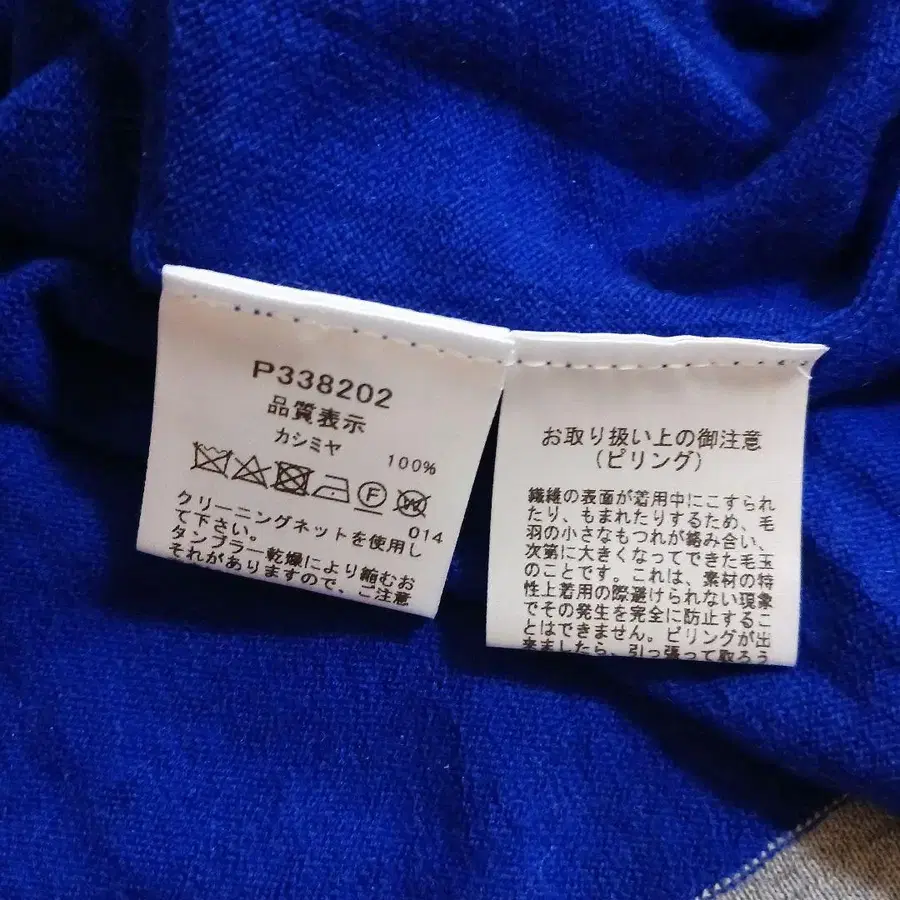 P338202
品質表示
カシミヤ
100%
F
W
014
クリーニングネットを使用し
て下さい。
タンブラー乾燥により縮むお
それがありますので、ご注意
お取り扱い上の御注意
(ピリング)
繊維の表面が着用中にこすられ
たり、もまれたりするため、毛
羽の小さなもつれが絡み合い、
次第に大きくなってできた毛玉
のことです。これは、素材の特
性上着用の際避けられない現象
でその発生を完全に防止するこ
とはできません。ピリングが出
来ましたら、引っ張って取ろう